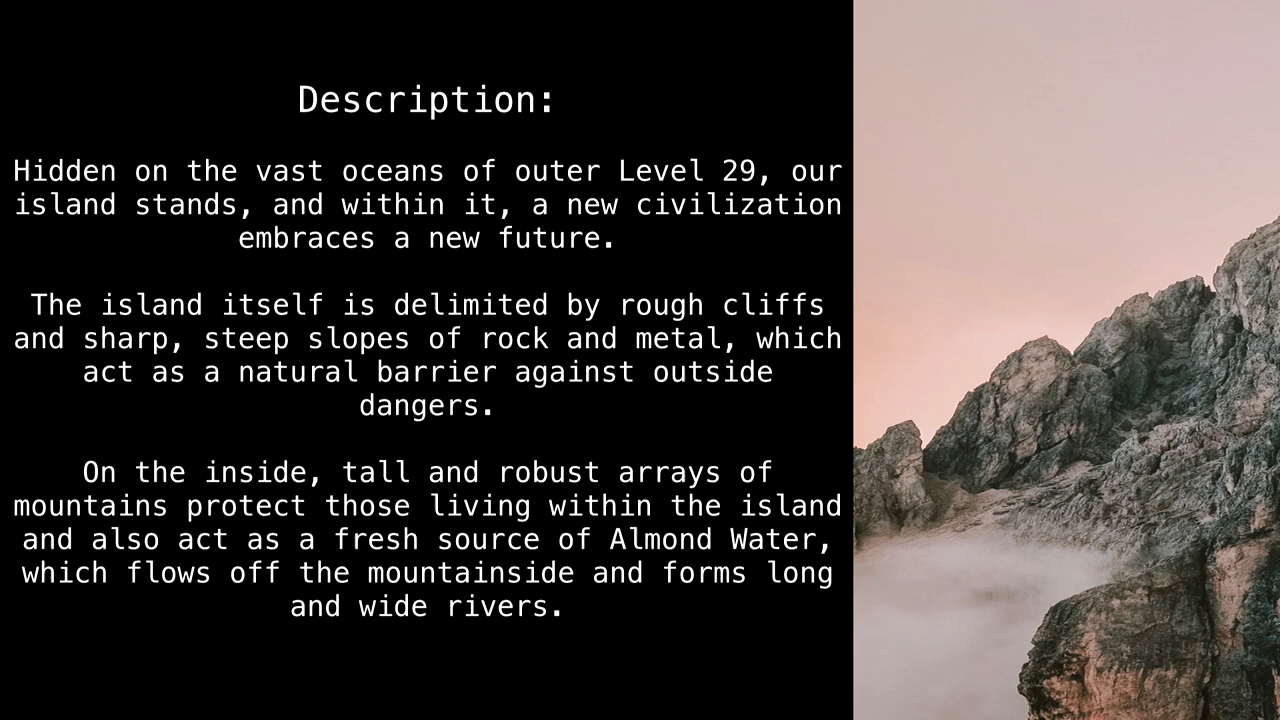 Description:
Hidden on the vast oceans of outer Level 29, our
island stands, and within it, a new civilization
embraces a new future.
The island itself is delimited by rough cliffs
and sharp, steep slopes of rock and metal, which
act as a natural barrier against outside
dangers.
On the inside, tall and robust arrays of
mountains protect those living within the island
and also act as a fresh source of Almond Water,
which flows off the mountainside and forms long
and wide rivers.